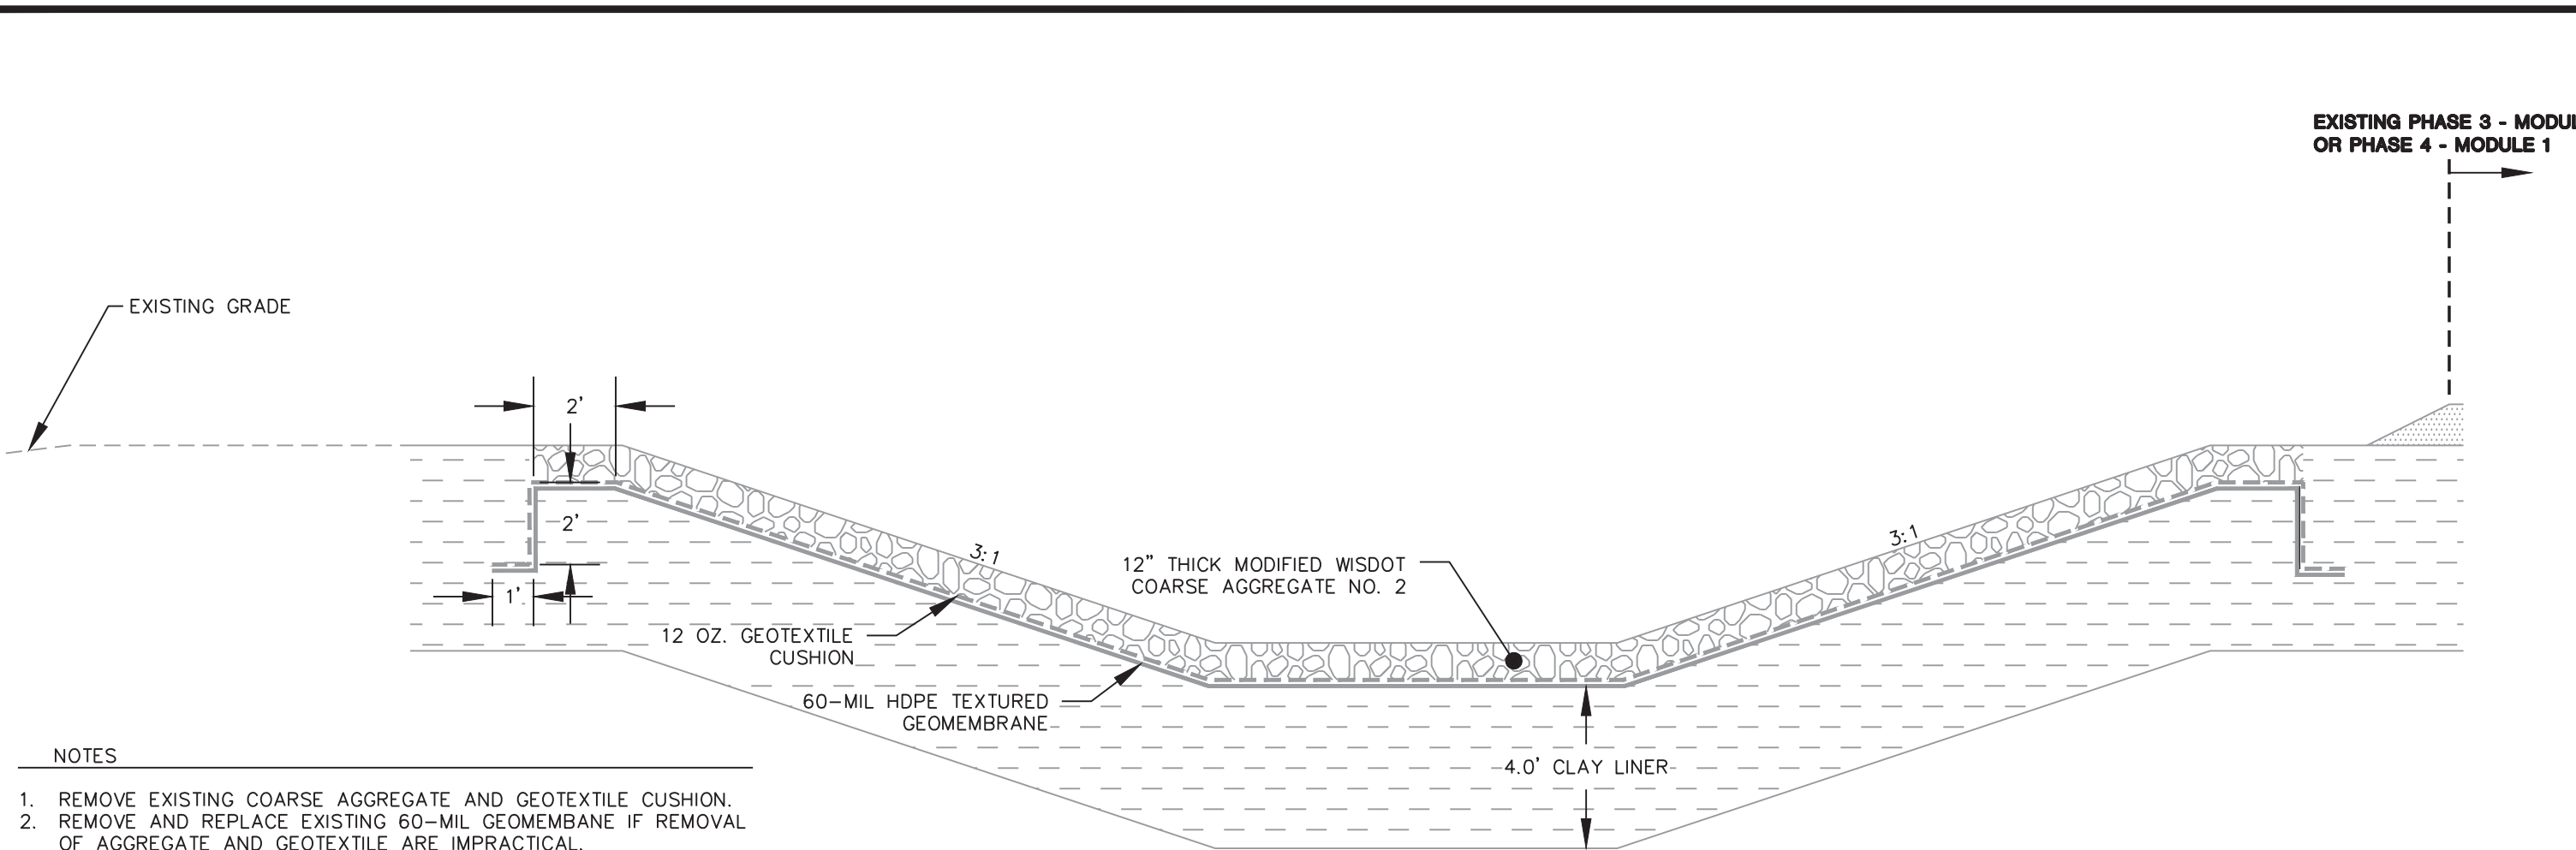 EXISTING PHASE 3 - MODUL
OR PHASE 4 - MODULE 1
EXISTING GRADE
2'
2'
1'
3:1
3:1
12" THICK MODIFIED WISDOT
COARSE AGGREGATE NO. 2
12 OZ. GEOTEXTILE
CUSHION
60-MIL HDPE TEXTURED
GEOMEMBRANE
4.0' CLAY LINER
NOTES
1. REMOVE EXISTING COARSE AGGREGATE AND GEOTEXTILE CUSHION.
2. REMOVE AND REPLACE EXISTING 60-MIL GEOMEMBANE IF REMOVAL
OF AGGREGATE AND GEOTEXTILE ARE IMPRACTICAL.